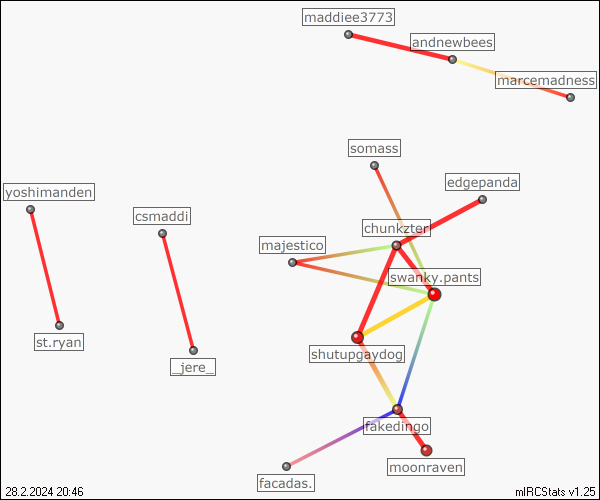 maddiee3773
andnewbees
marcemadness
somass
edgepanda
yoshimanden
csmaddi
chunkzter
majestico
swanky.pants
st.ryan
shutupgaydog
_jere_
fakedingo
moonraven
facadas.
28.2.2024 20:46
mIRCStats v1.25